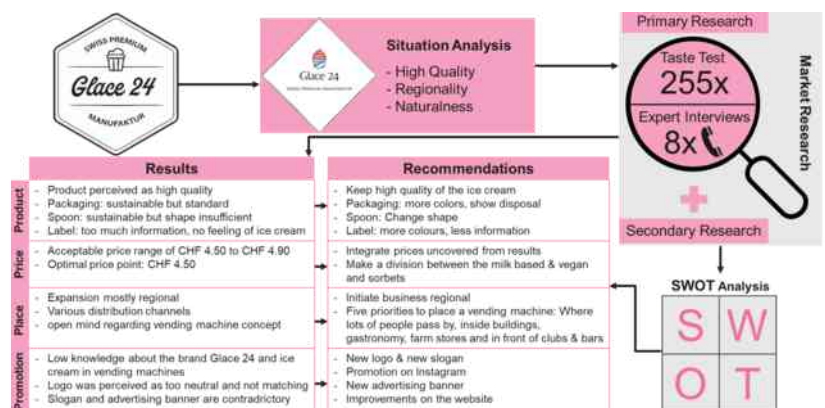 SWISS PREMIUM
Glace 24
MANUFAKTUR
Glace 24
Situation Analysis
- High Quality
- Regionality
- Naturalness
Primary Research
Taste Test
255x
Expert Interviews
8x
Market Research
Secondary Research
SWOT Analysis
S W
O T
Results
Recommendations
Product
- Product perceived as high quality
- Packaging: sustainable but standard
- Spoon: sustainable but shape insufficient
- Label: too much information, no feeling of ice cream
- Keep high quality of the ice cream
- Packaging: more colors, show disposal
- Spoon: Change shape
- Label: more colours, less information
Price
- Acceptable price range of CHF 4.50 to CHF 4.90
- Optimal price point: CHF 4.50
- Integrate prices uncovered from results
- Make a division between the milk based & vegan
and sorbets
Place
- Expansion mostly regional
- Various distribution channels
- open mind regarding vending machine concept
- Initiate business regional
- Five priorities to place a vending machine: Where
lots of people pass by, inside buildings,
gastronomy, farm stores and in front of clubs & bars
Promotion
- Low knowledge about the brand Glace 24 and ice
cream in vending machines
- Logo was perceived as too neutral and not matching
- Slogan and advertising banner are contradrictory
- New logo & new slogan
- Promotion on Instagram
- New advertising banner
- Improvements on the website